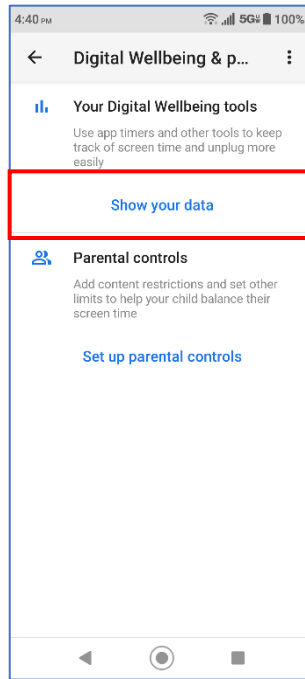 4:40 PM 5G 100%
Digital Wellbeing & p...
Your Digital Wellbeing tools
Use app timers and other tools to keep
track of screen time and unplug more
easily
Show your data
Parental controls
Add content restrictions and set other
limits to help your child balance their
screen time
Set up parental controls